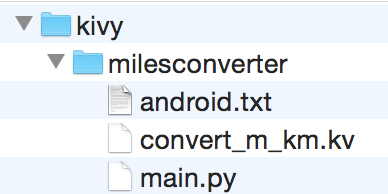 kivy
milesconverter
android.txt
convert_m_km.kv
main.py